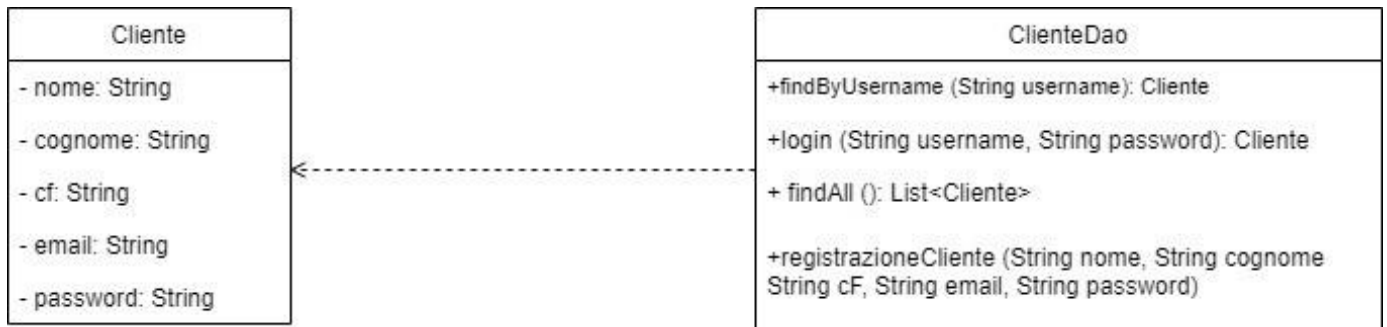 Cliente
- nome: String
- cognome: String
- cf: String
- email: String
- password: String
ClienteDao
+findByUsername (String username): Cliente
+login (String username, String password): Cliente
+ findAll (): List<Cliente>
+registrazioneCliente (String nome, String cognome
String cF, String email, String password)